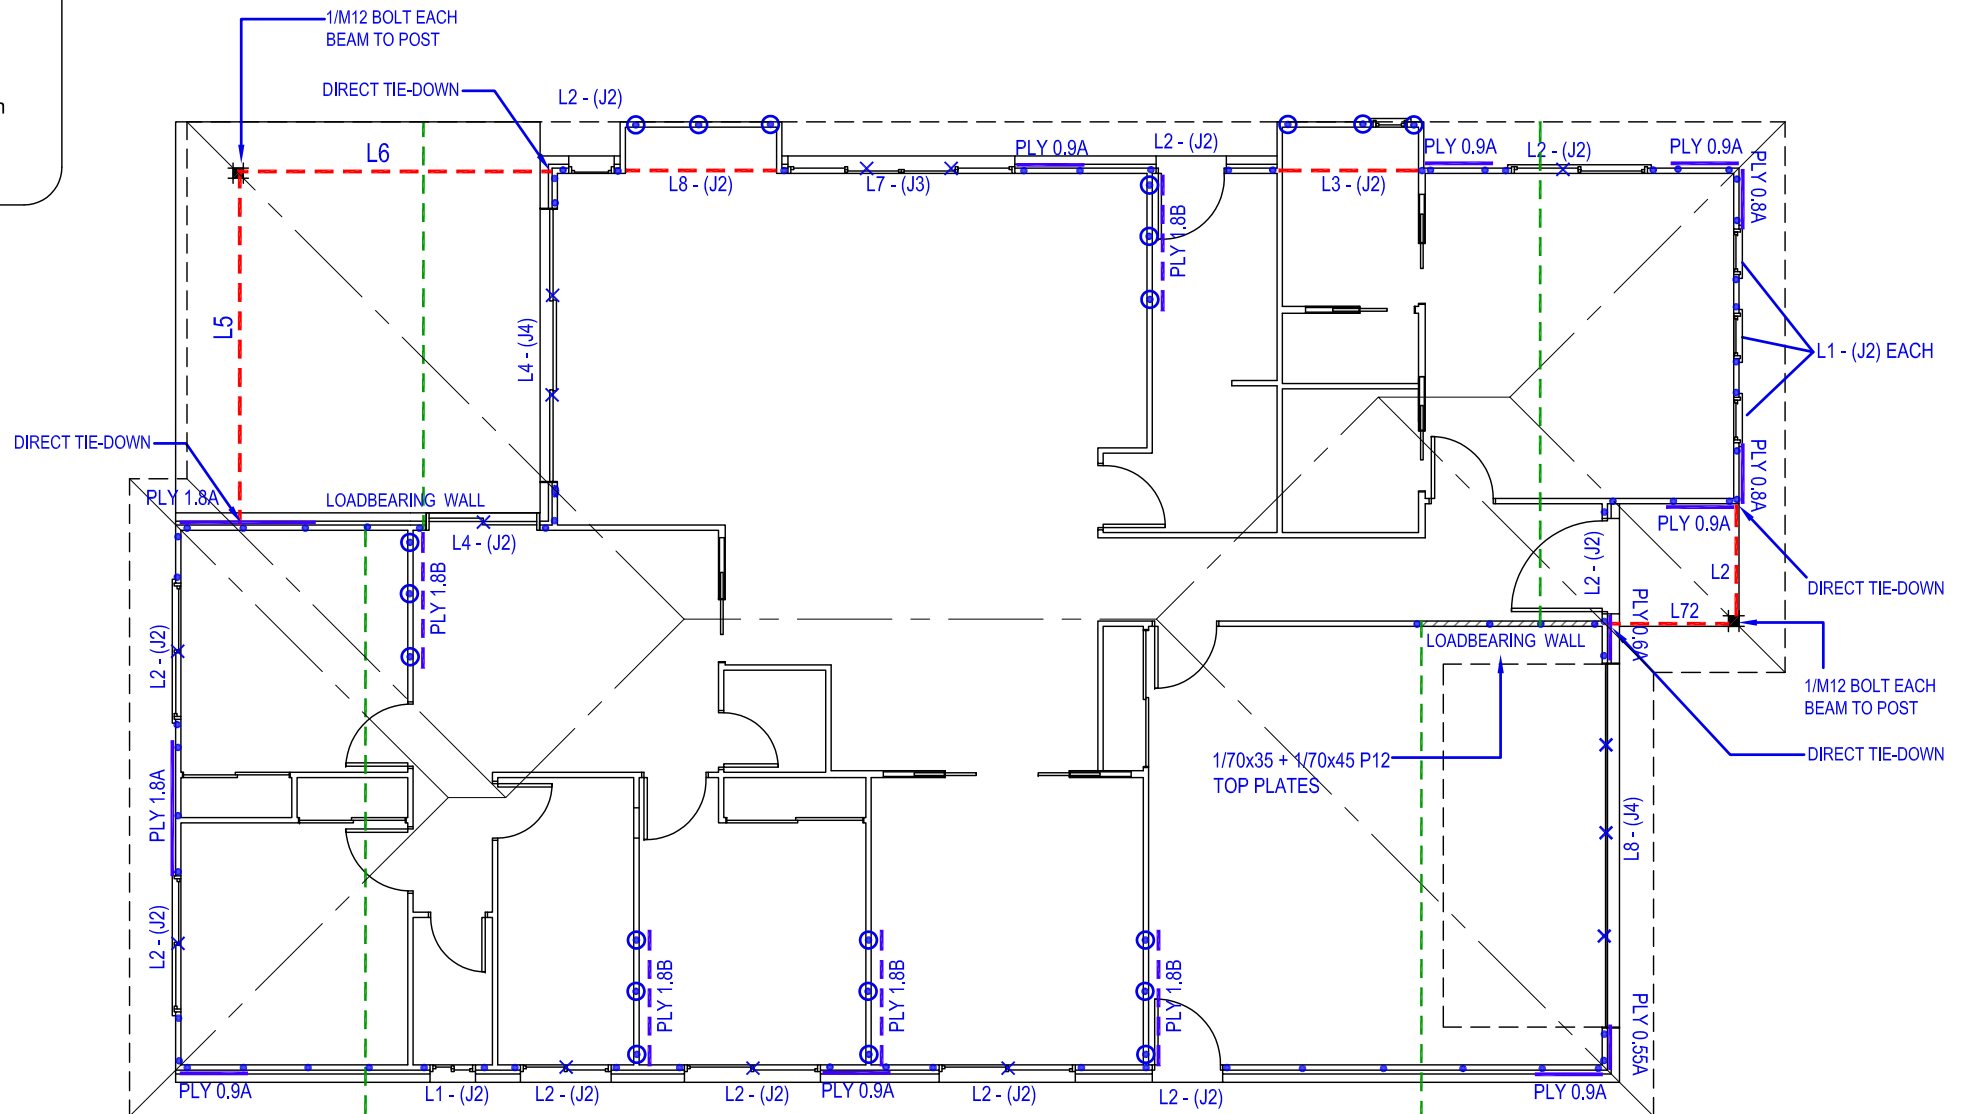 1/M12 BOLT EACH
BEAM TO POST
n
DIRECT TIE-DOWN
L2 - (J2)
L6
L8 - (J2)
L7 - (J3)
PLY 0.9A
L2 - (J2)
L3 - (J2)
PLY 0.9A
L2 - (J2)
PLY 0.9A
PLY 0.8A
PLY 1.8B
L5
L4 - (J4)
L1 - (J2) EACH
DIRECT TIE-DOWN
PLY 1.8A
LOADBEARING WALL
L4 - (J2)
PLY 0.8A
PLY 0.9A
PLY 1.8B
L2 - (J2)
L2
DIRECT TIE-DOWN
L72
PLY 0.6A
LOADBEARING WALL
L2 - (J2)
1/M12 BOLT EACH
BEAM TO POST
DIRECT TIE-DOWN
1/70x35 + 1/70x45 P12
TOP PLATES
PLY 1.8A
L8 - (J4)
L2 - (J2)
PLY 1.8B
PLY 1.8B
PLY 1.8B
PLY 0.55A
PLY 0.9A
L1 - (J2)
L2 - (J2)
L2 - (J2)
PLY 0.9A
L2 - (J2)
L2 - (J2)
PLY 0.9A